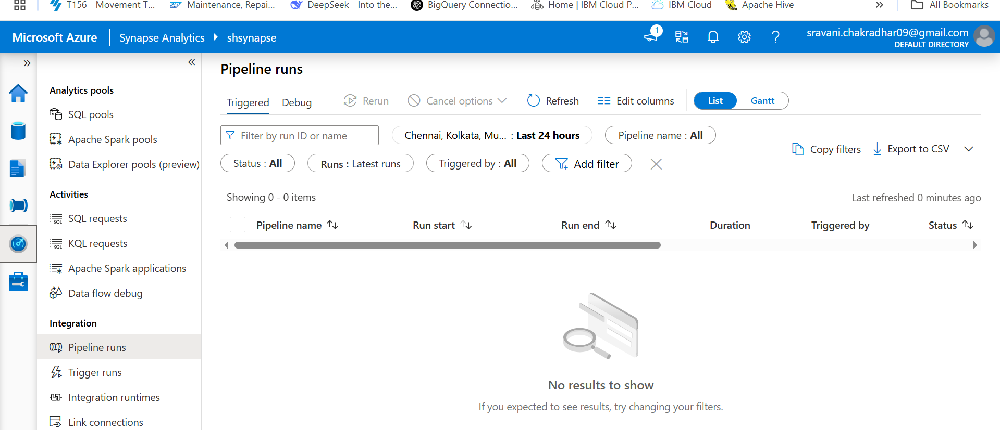 T156 - Movement T...
SAP Maintenance, Repai...
DeepSeek - Into the...
BigQuery Connectio...
Home | IBM Cloud P...
IBM Cloud
HIVE Apache Hive
All Bookmarks
Microsoft Azure
Synapse Analytics
shsynapse
1
sravani.chakradhar09@gmail.com
DEFAULT DIRECTORY
Analytics pools
SQL pools
Apache Spark pools
Data Explorer pools (preview)
Activities
SQL SQL requests
KQL KQL requests
Apache Spark applications
Data flow debug
Integration
Pipeline runs
Trigger runs
Integration runtimes
Link connections
Pipeline runs
Triggered
Debug
Rerun
Cancel options
Refresh
Edit columns
List
Gantt
Filter by run ID or name
Chennai, Kolkata, Mu... : Last 24 hours
Pipeline name : All
Status : All
Runs : Latest runs
Triggered by : All
Add filter
Copy filters
Export to CSV
Showing 0 - 0 items
Last refreshed 0 minutes ago
Pipeline name
Run start
Run end
Duration
Triggered by
Status
No results to show
If you expected to see results, try changing your filters.